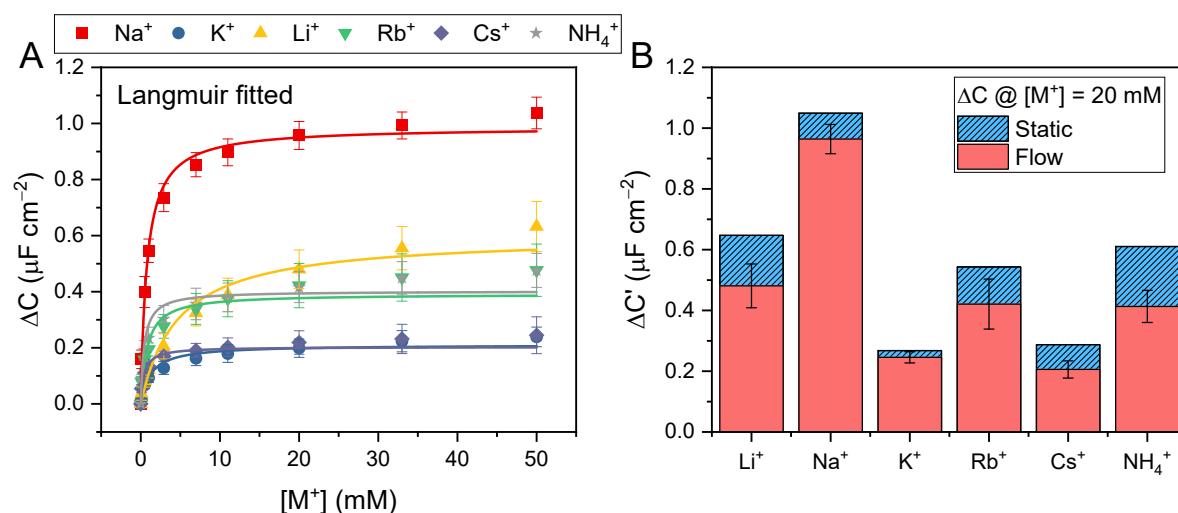 Na⁺ K⁺ Li⁺ Rb⁺ Cs⁺ NH₄⁺
A
Langmuir fitted
ΔC (μF cm⁻²)
1.2
1.0
0.8
0.6
0.4
0.2
0.0
0 10 20 30 40 50
[M⁺] (mM)
B
ΔC @ [M⁺] = 20 mM
Static
Flow
ΔC' (μF cm⁻²)
1.2
1.0
0.8
0.6
0.4
0.2
0.0
Li⁺ Na⁺ K⁺ Rb⁺ Cs⁺ NH₄⁺